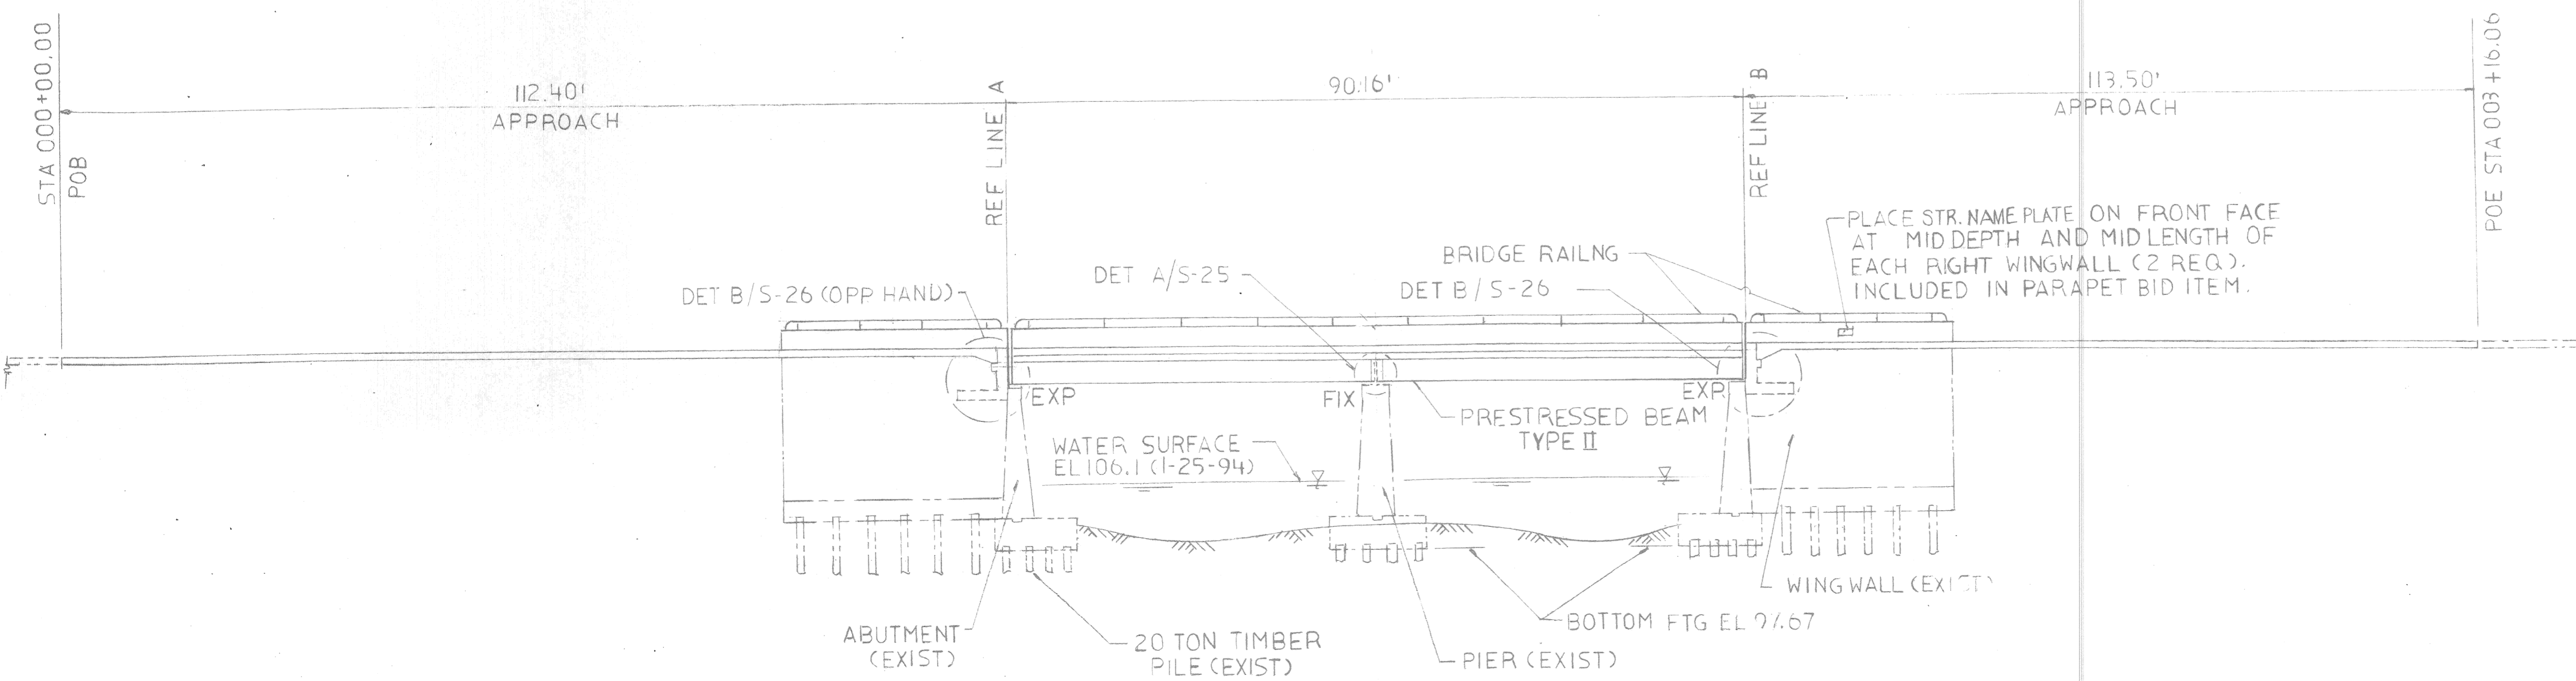 STA 000+00.00
POB
112.40'
APPROACH
REF LINE A
90.16'
REF LINE B
113.50'
APPROACH
POE STA 003+16.06
PLACE STR. NAME PLATE ON FRONT FACE
AT MID DEPTH AND MID LENGTH OF
EACH RIGHT WINGWALL (2 REQ).
INCLUDED IN PARAPET BID ITEM.
BRIDGE RAILNG
DET A/S-25
DET B/S-26
DET B/S-26 (OPP HAND)
EXP
FIX
EXP
PRESTRESSED BEAM
TYPE II
WATER SURFACE
EL 106.1 (1-25-94)
WING WALL (EXIST)
BOTTOM FTG EL
ABUTMENT
(EXIST)
20 TON TIMBER
PILE (EXIST)
PIER (EXIST)